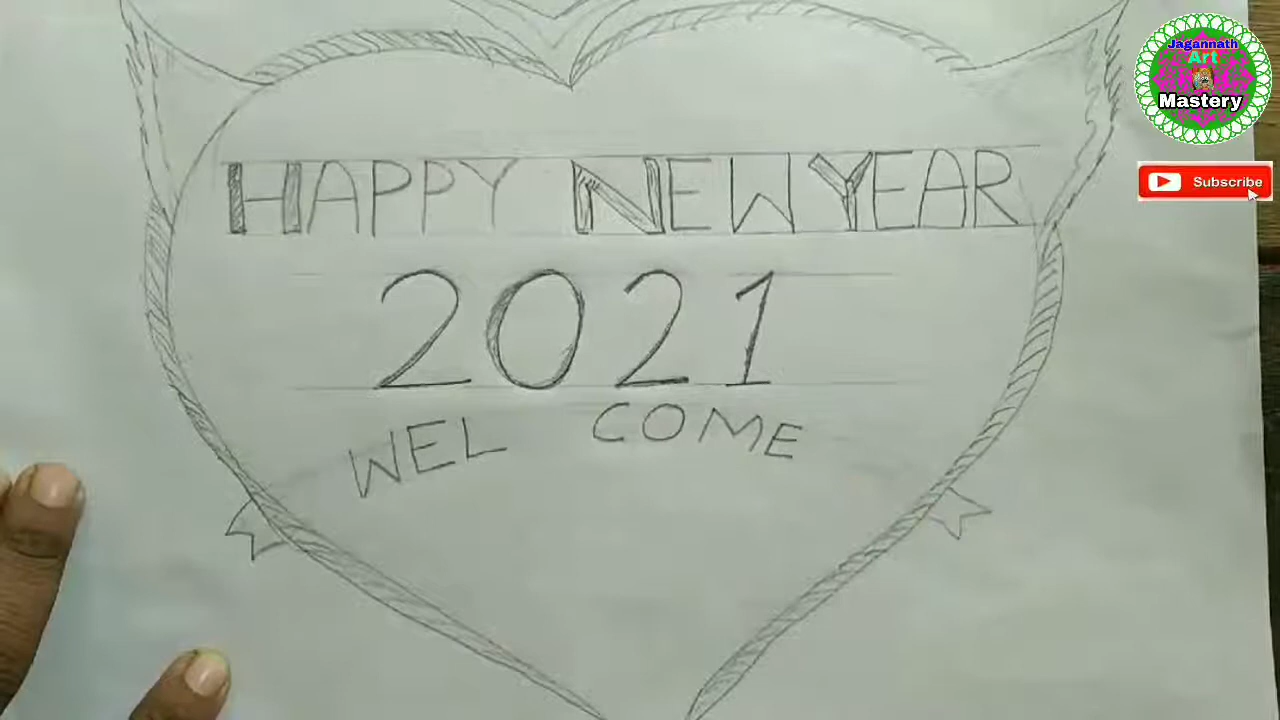 Jagannath
Art
Mastery
Subscribe
HAPPY NEW YEAR
2021
WEL COME